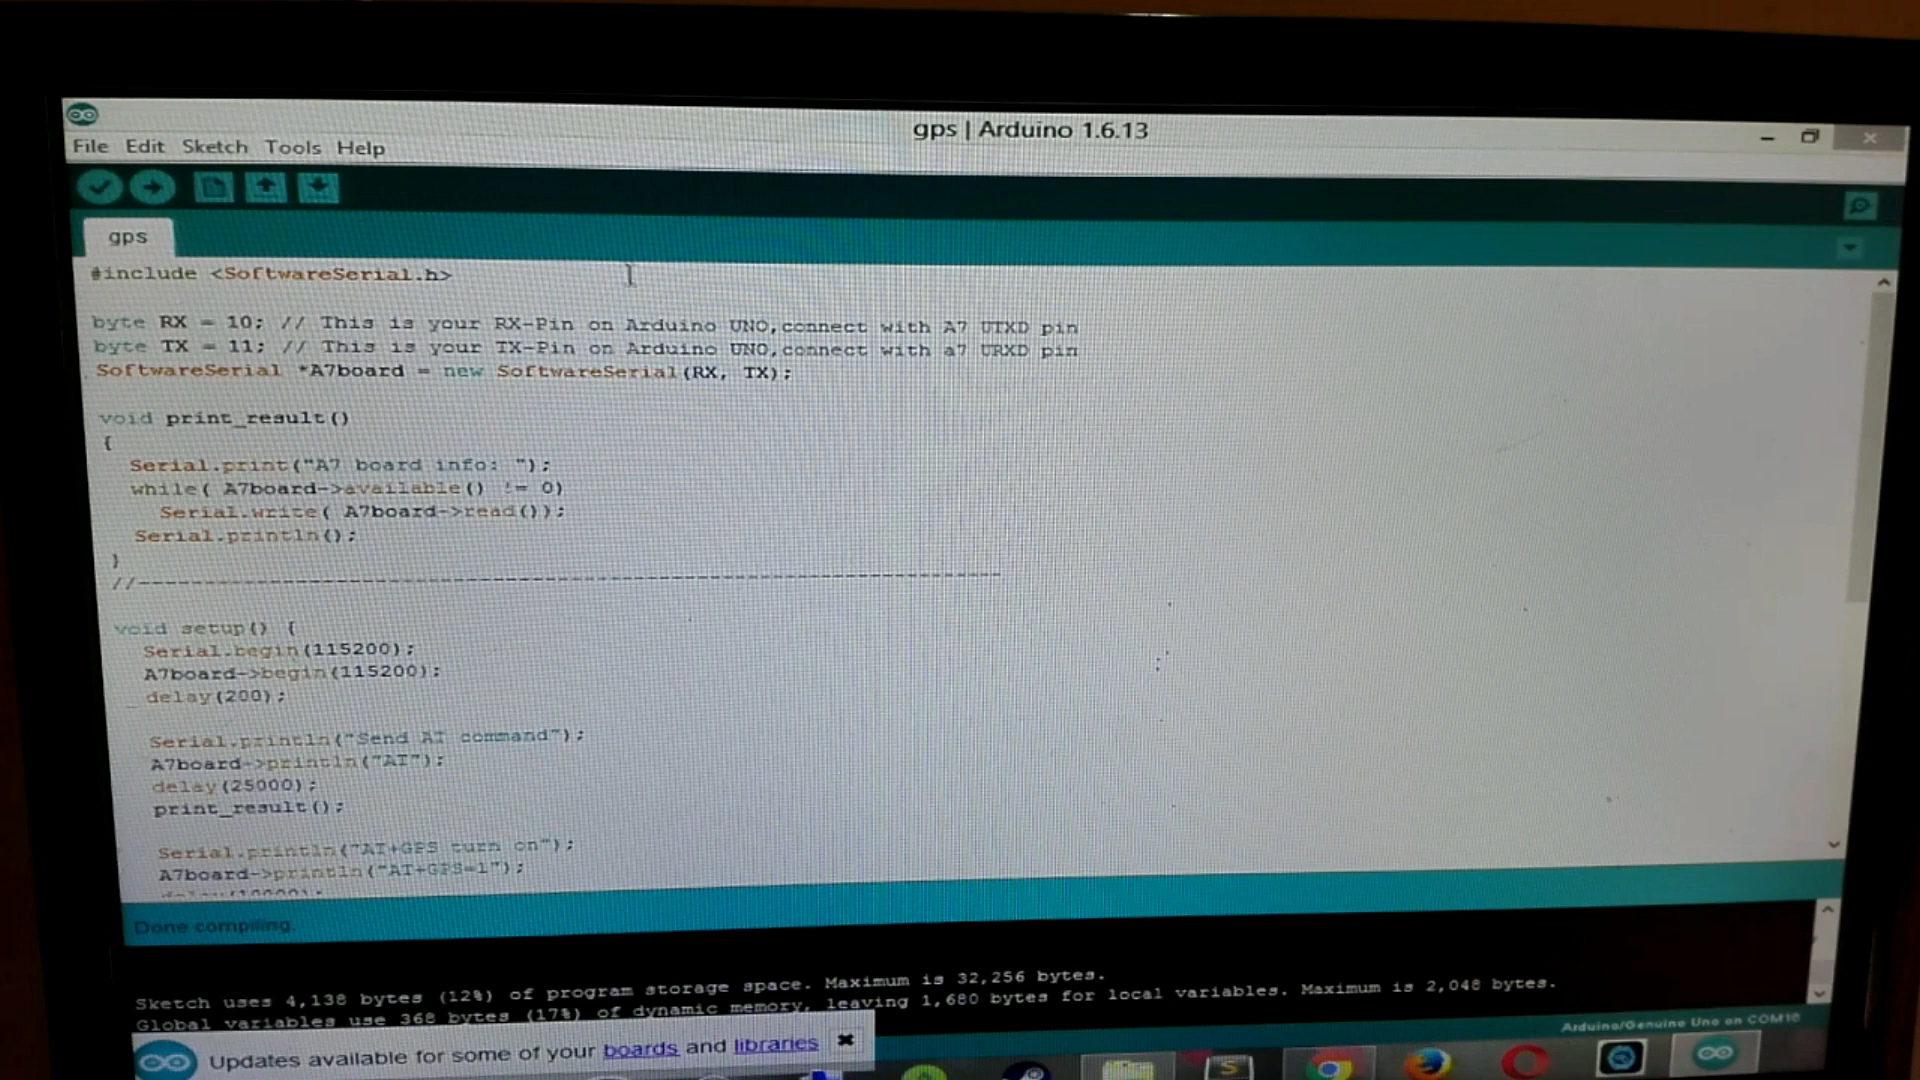 gps | Arduino 1.6.13
File Edit Sketch Tools Help
gps
#include <SoftwareSerial.h>
byte RX = 10; // This is your RX-Pin on Arduino UNO,connect with A7 UTXD pin
byte TX = 11; // This is your TX-Pin on Arduino UNO,connect with a7 URXD pin
SoftwareSerial *A7board = new SoftwareSerial(RX, TX);
void print_result()
{
Serial.print("A7 board info: ");
while( A7board->available() != 0)
Serial.write( A7board->read());
Serial.println();
}
//----------------------------------------------------------------
void setup() {
Serial.begin(115200);
A7board->begin(115200);
delay(200);
Serial.println("Send AT command");
A7board->println("AT");
delay(25000);
print_result();
Serial.println("AT+GPS turn on");
A7board->println("AT+GPS=1");
Done compiling.
Sketch uses 4,138 bytes (12%) of program storage space. Maximum is 32,256 bytes.
Global variables use 368 bytes (17%) of dynamic memory, leaving 1,680 bytes for local variables. Maximum is 2,048 bytes.
Arduino/Genuino Uno on COM16
Updates available for some of your boards and libraries